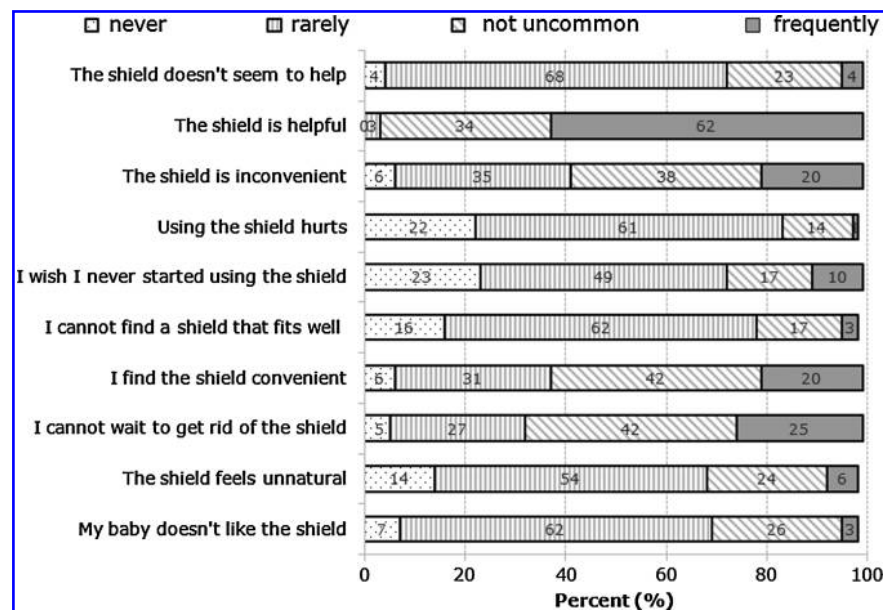 never rarely not uncommon frequently
The shield doesn't seem to help 4 68 23 4
The shield is helpful 0 3 34 62
The shield is inconvenient 6 35 38 20
Using the shield hurts 22 61 14
I wish I never started using the shield 23 49 17 10
I cannot find a shield that fits well 16 62 17 3
I find the shield convenient 6 31 42 20
I cannot wait to get rid of the shield 5 27 42 25
The shield feels unnatural 14 54 24 6
My baby doesn't like the shield 7 62 26 3
0 20 40 60 80 100
Percent (%)